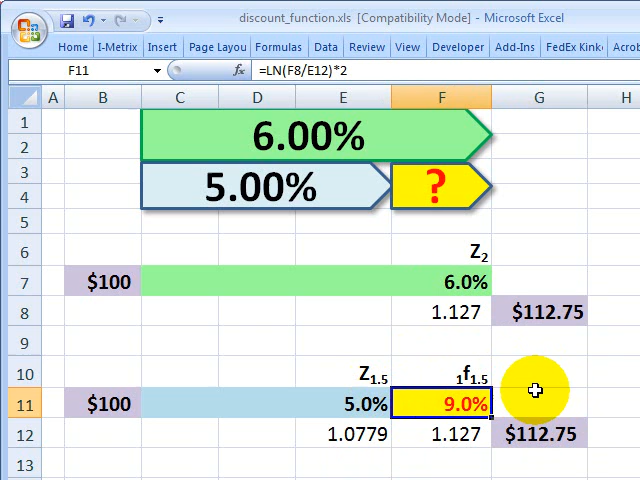 discount_function.xls [Compatibility Mode] - Microsoft Excel
Home I-Metrix Insert Page Layou Formulas Data Review View Developer Add-Ins FedEx Kink Acrob
F11 fx =LN(F8/E12)*2
A B C D E F G H
1 6.00%
2
3 5.00% ?
4
5
6 Z2
7 $100 6.0%
8 1.127 $112.75
9
10 Z1.5 1f1.5
11 $100 5.0% 9.0%
12 1.0779 1.127 $112.75
13